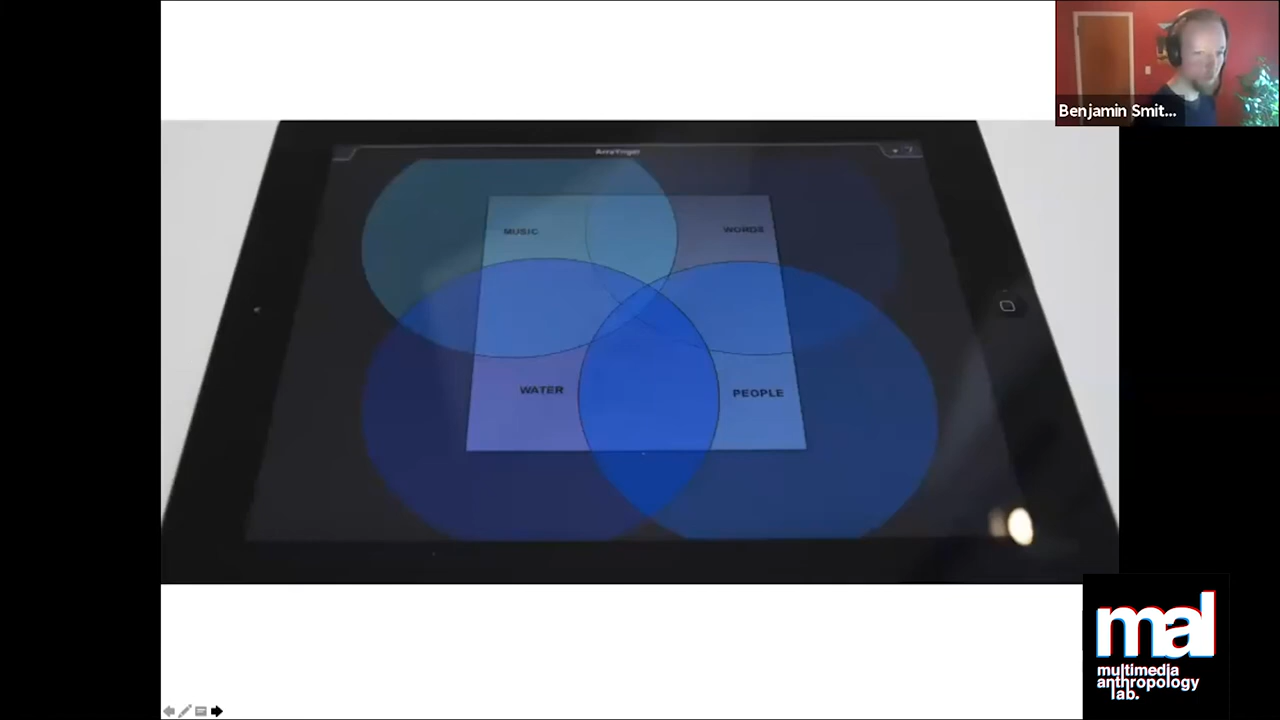 Benjamin Smit...
MUSIC
WORDS
WATER
PEOPLE
mal
multimedia
anthropology
lab.